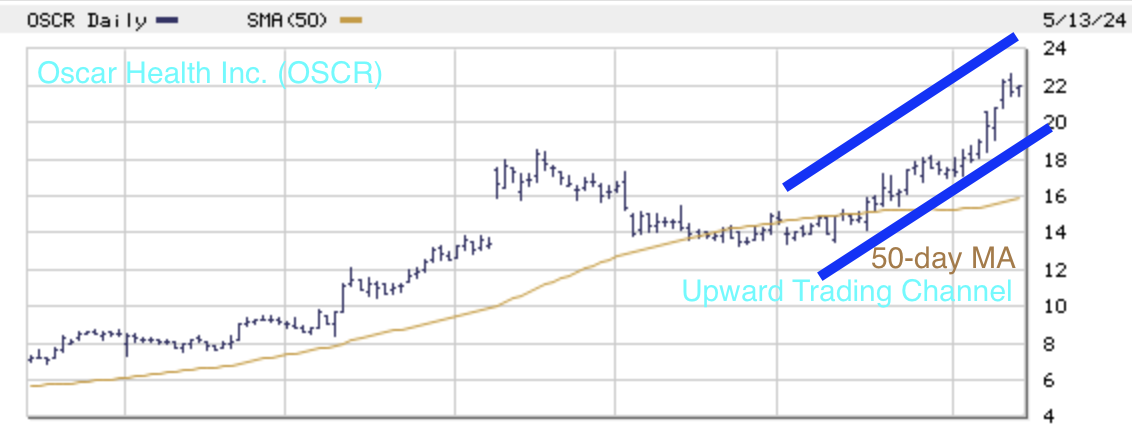 OSCR Daily SMA(50) 5/13/24
Oscar Health Inc. (OSCR)
24
22
20
18
16
14
50-day MA
12
Upward Trading Channel
10
8
6
4